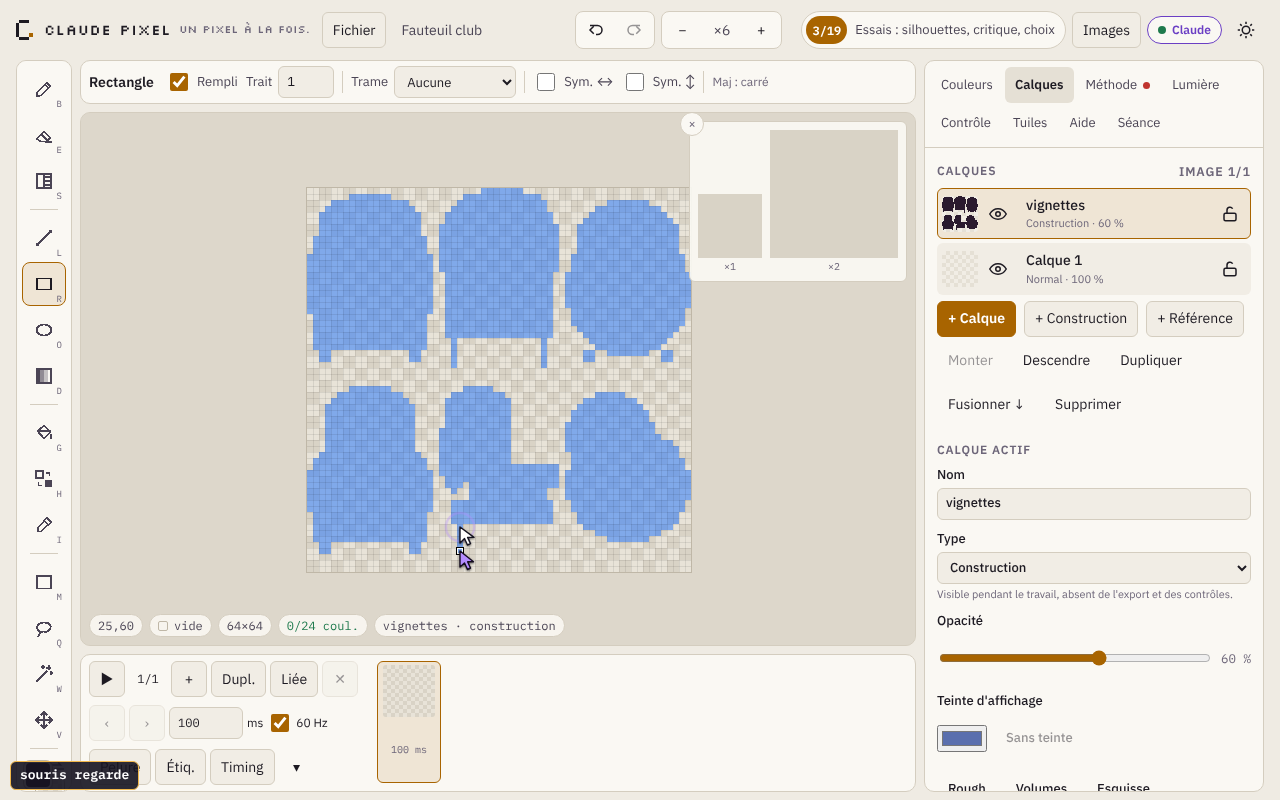 CLAUDE PIXEL UN PIXEL À LA FOIS. Fichier Fauteuil club − ×6 + 3/19 Essais : silhouettes, critique, choix Images Claude
Rectangle Rempli Trait 1 Trame Aucune Sym. ↔ Sym. ↕ Maj : carré
B
E
S
L
R
O
D
G
H
I
M
Q
W
V
×
×1 ×2
25,60 vide 64×64 0/24 coul. vignettes · construction
1/1 + Dupl. Liée ×
‹ › 100 ms 60 Hz
Étiq. Timing ▼
100 ms
souris regarde
Couleurs Calques Méthode Lumière
Contrôle Tuiles Aide Séance
CALQUES IMAGE 1/1
vignettes
Construction · 60 %
Calque 1
Normal · 100 %
+ Calque + Construction + Référence
Monter Descendre Dupliquer
Fusionner ↓ Supprimer
CALQUE ACTIF
Nom
vignettes
Type
Construction
Visible pendant le travail, absent de l'export et des contrôles.
Opacité
60 %
Teinte d'affichage
Sans teinte
Rough Volumes Esquisse